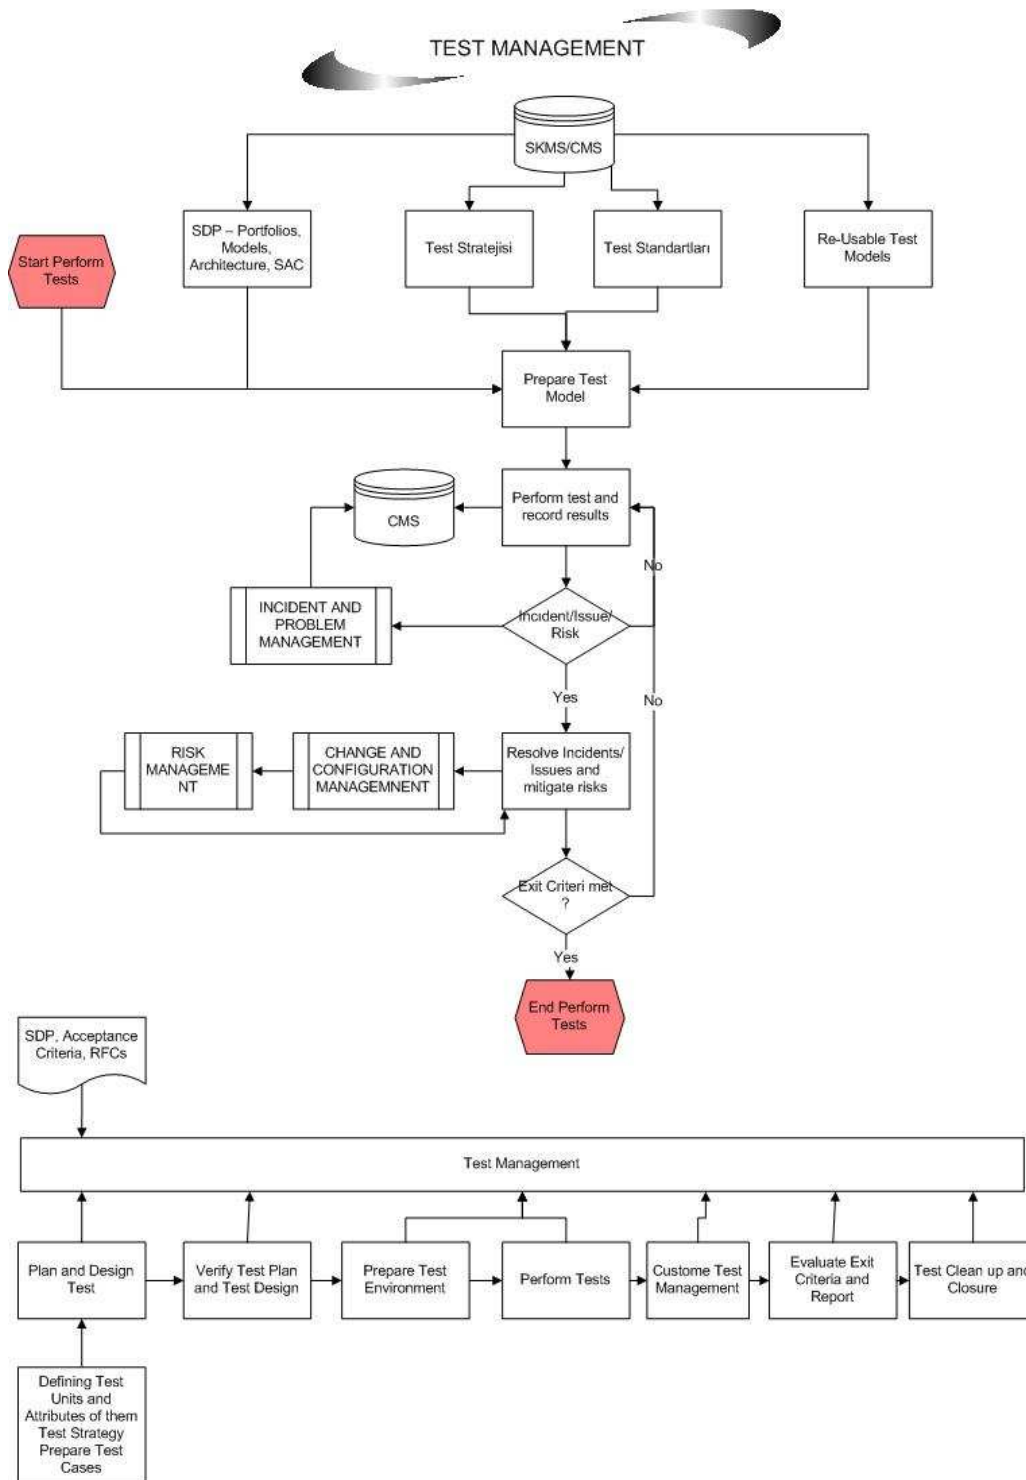 TEST MANAGEMENT
SKMS/CMS
SDP – Portfolios,
Models,
Architecture, SAC
Test Stratejisi
Test Standartları
Re-Usable Test
Models
Start Perform
Tests
Prepare Test
Model
Perform test and
record results
CMS
No
INCIDENT AND
PROBLEM
MANAGEMENT
Incident/Issue/
Risk
Yes
No
RISK
MANAGEME
NT
CHANGE AND
CONFIGURATION
MANAGEMNENT
Resolve Incidents/
Issues and
mitigate risks
Exit Criteri met
?
Yes
End Perform
Tests
SDP, Acceptance
Criteria, RFCs
Test Management
Plan and Design
Test
Verify Test Plan
and Test Design
Prepare Test
Environment
Perform Tests
Custome Test
Management
Evaluate Exit
Criteria and
Report
Test Clean up and
Closure
Defining Test
Units and
Attributes of them
Test Strategy
Prepare Test
Cases